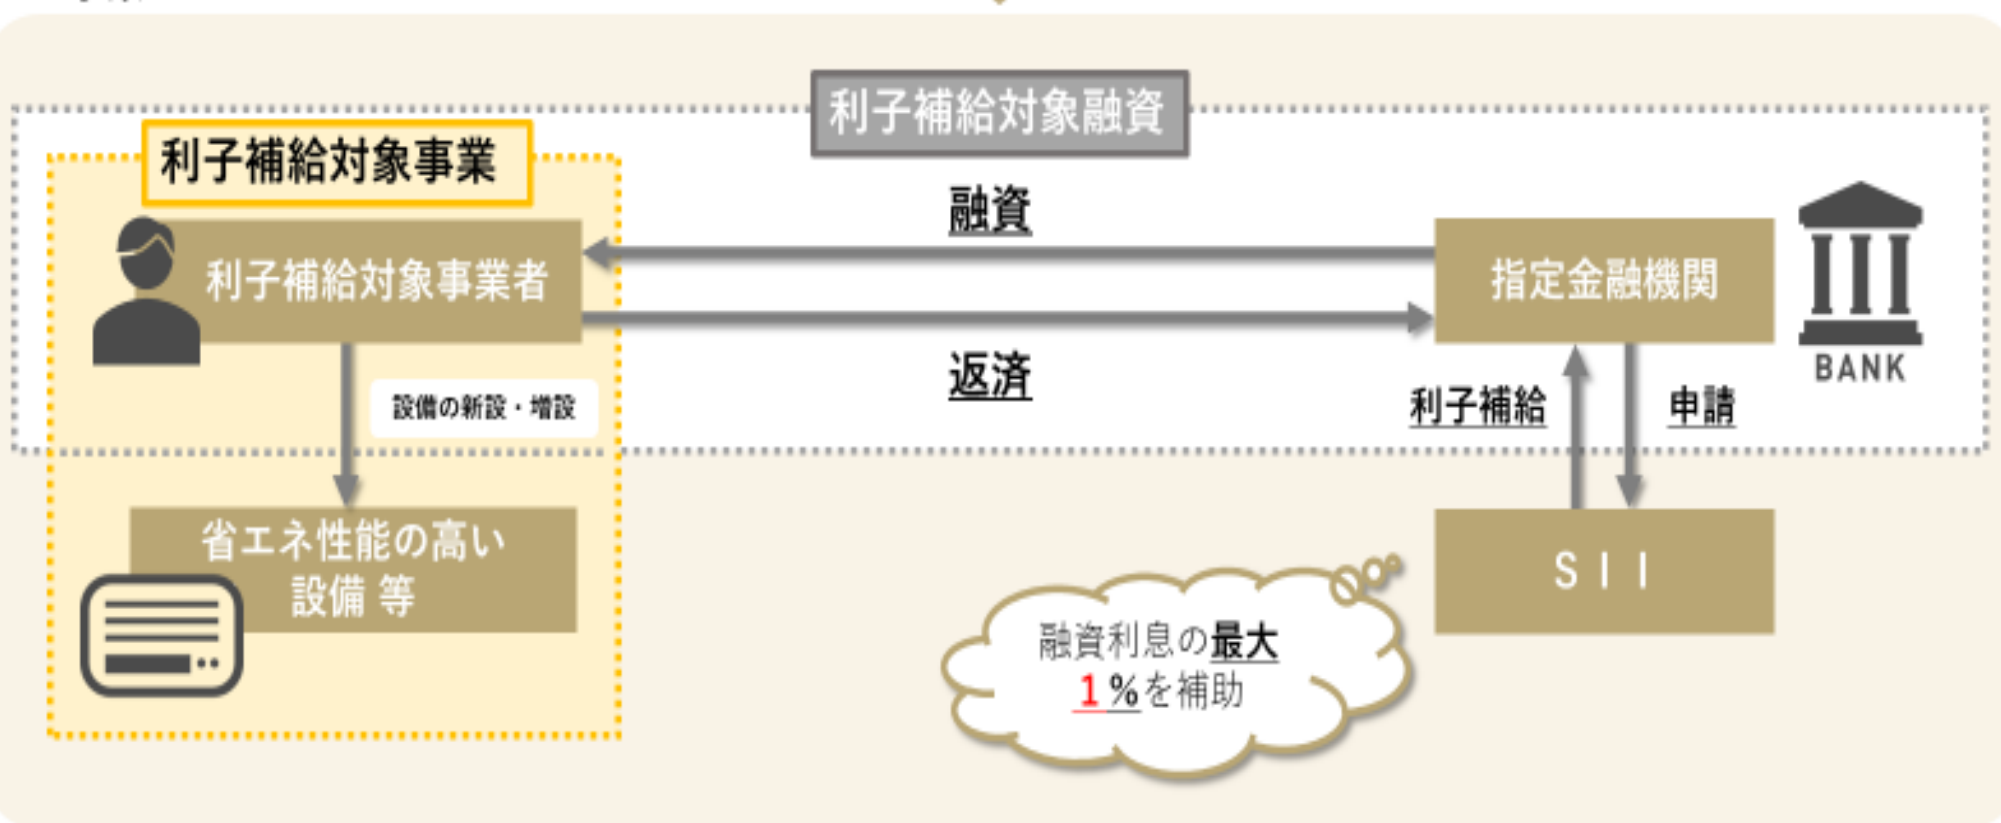 利子補給対象融資
利子補給対象事業
融資
利子補給対象事業者
指定金融機関
返済
BANK
設備の新設・増設
利子補給
申請
省エネ性能の高い
設備 等
ＳＩＩ
融資利息の最大
1%を補助